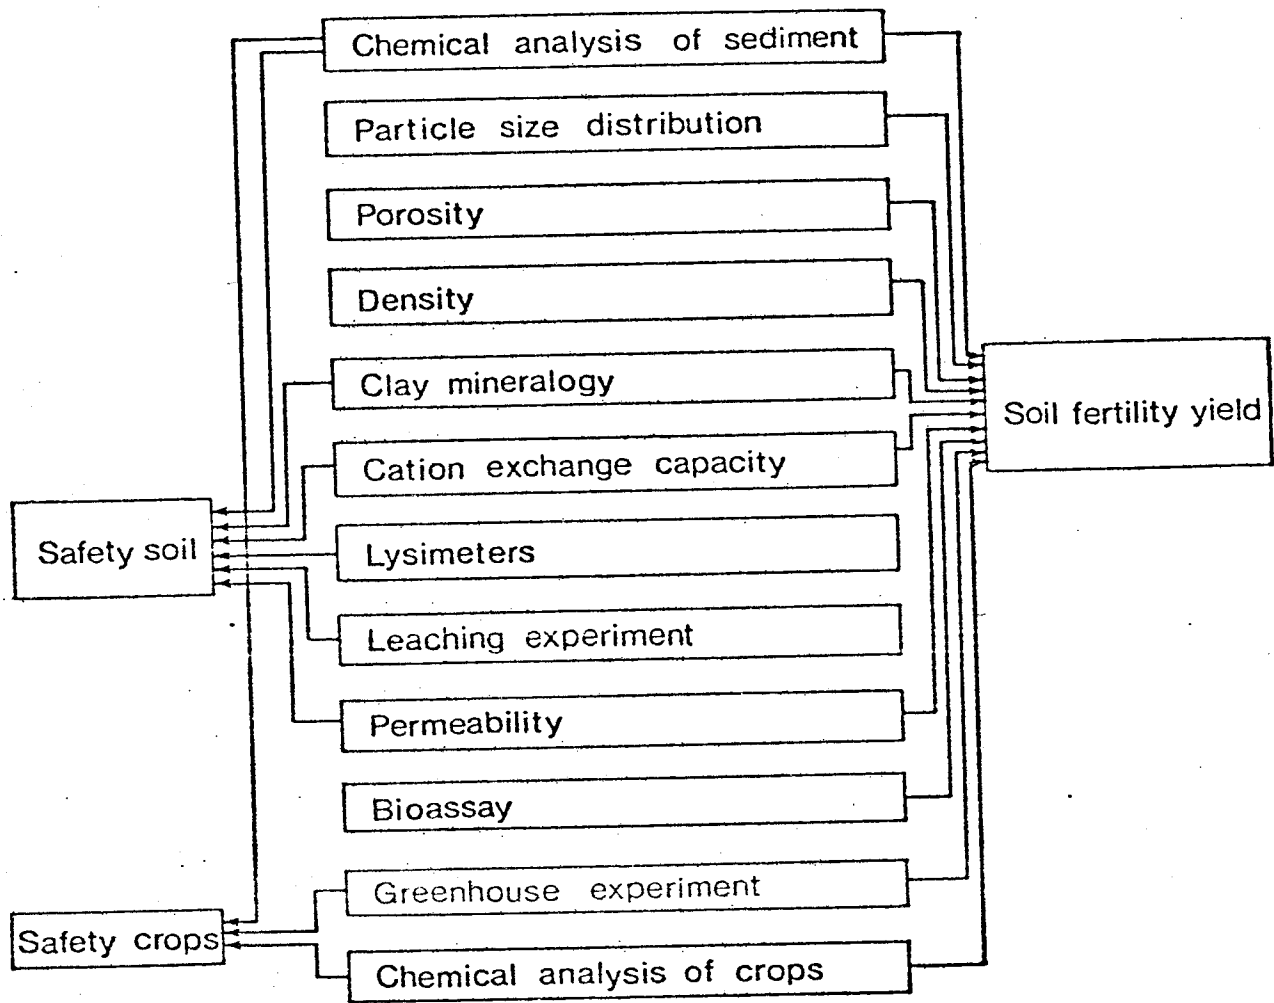 Chemical analysis of sediment
Particle size distribution
Porosity
Density
Clay mineralogy
Soil fertility yield
Cation exchange capacity
Safety soil
Lysimeters
Leaching experiment
Permeability
Bioassay
Greenhouse experiment
Safety crops
Chemical analysis of crops